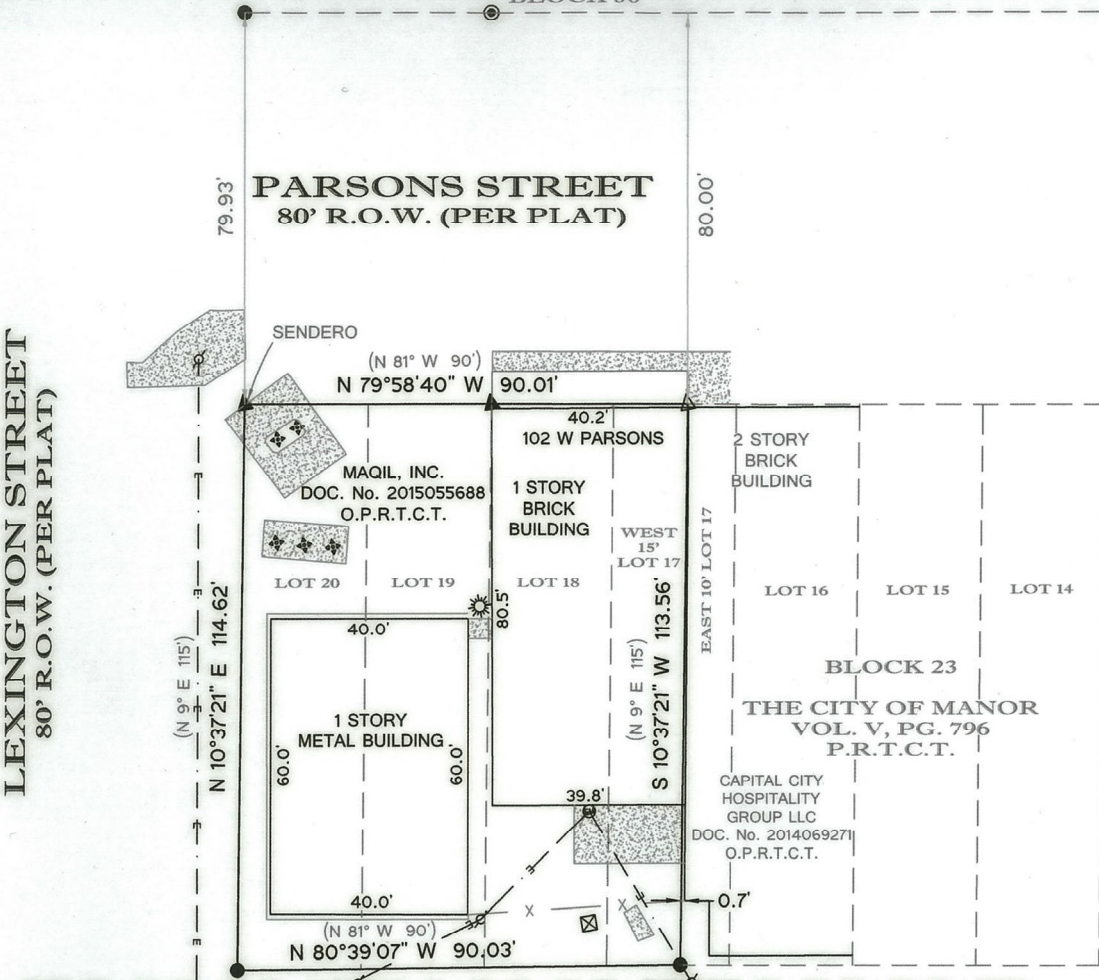 79.93'
PARSONS STREET
80' R.O.W. (PER PLAT)
80.00'
LEXINGTON STREET
80' R.O.W. (PER PLAT)
SENDERO
(N 81° W 90')
N 79°58'40" W 90.01'
40.2'
102 W PARSONS
MAQIL, INC.
DOC. No. 2015055688
O.P.R.T.C.T.
1 STORY
BRICK
BUILDING
2 STORY
BRICK
BUILDING
WEST
15'
LOT 17
EAST 10' LOT 17
LOT 20
LOT 19
LOT 18
LOT 16
LOT 15
LOT 14
80.5'
(N 9° E 115')
N 10°37'21" E 114.62'
(N 9° E 115')
S 10°37'21" W 113.56'
40.0'
1 STORY
METAL BUILDING
60.0'
60.0'
40.0'
BLOCK 23
THE CITY OF MANOR
VOL. V, PG. 796
P.R.T.C.T.
CAPITAL CITY
HOSPITALITY
GROUP LLC
DOC. No. 2014069271
O.P.R.T.C.T.
39.8'
E
E
E
E
E
E
X
X
0.7'
(N 81° W 90')
N 80°39'07" W 90.03'